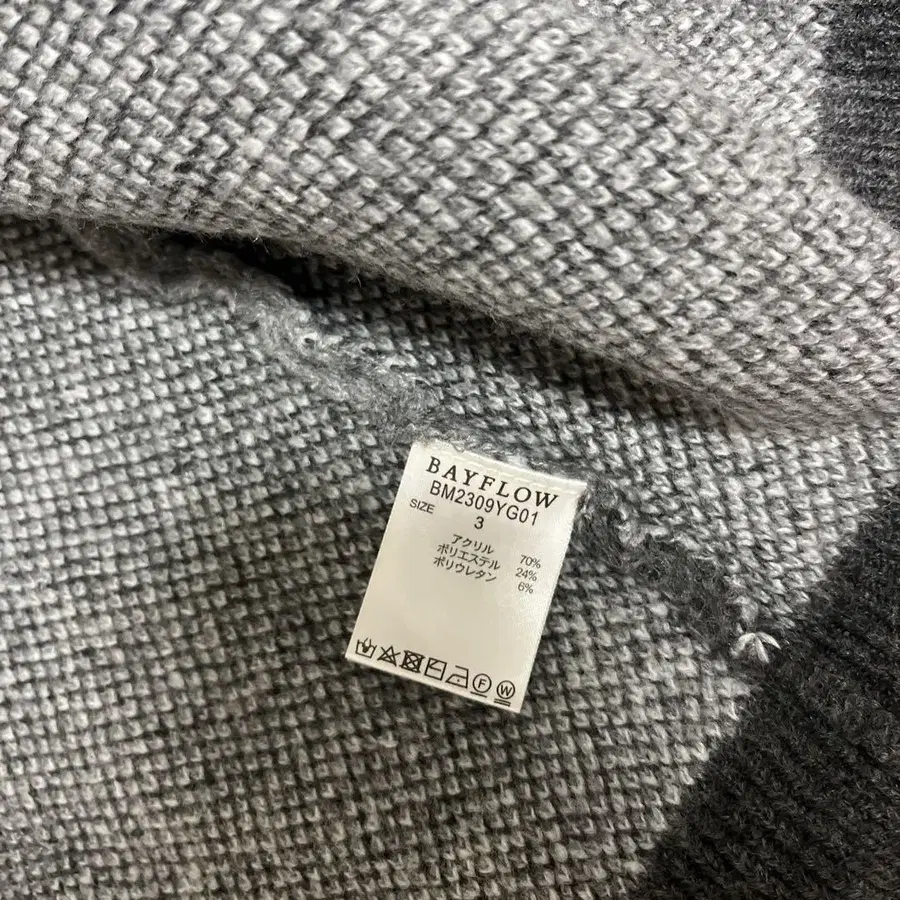 BAYFLOW
BM2309YG01
SIZE
3
アクリル 70%
ポリエステル 24%
ポリウレタン 6%
F W